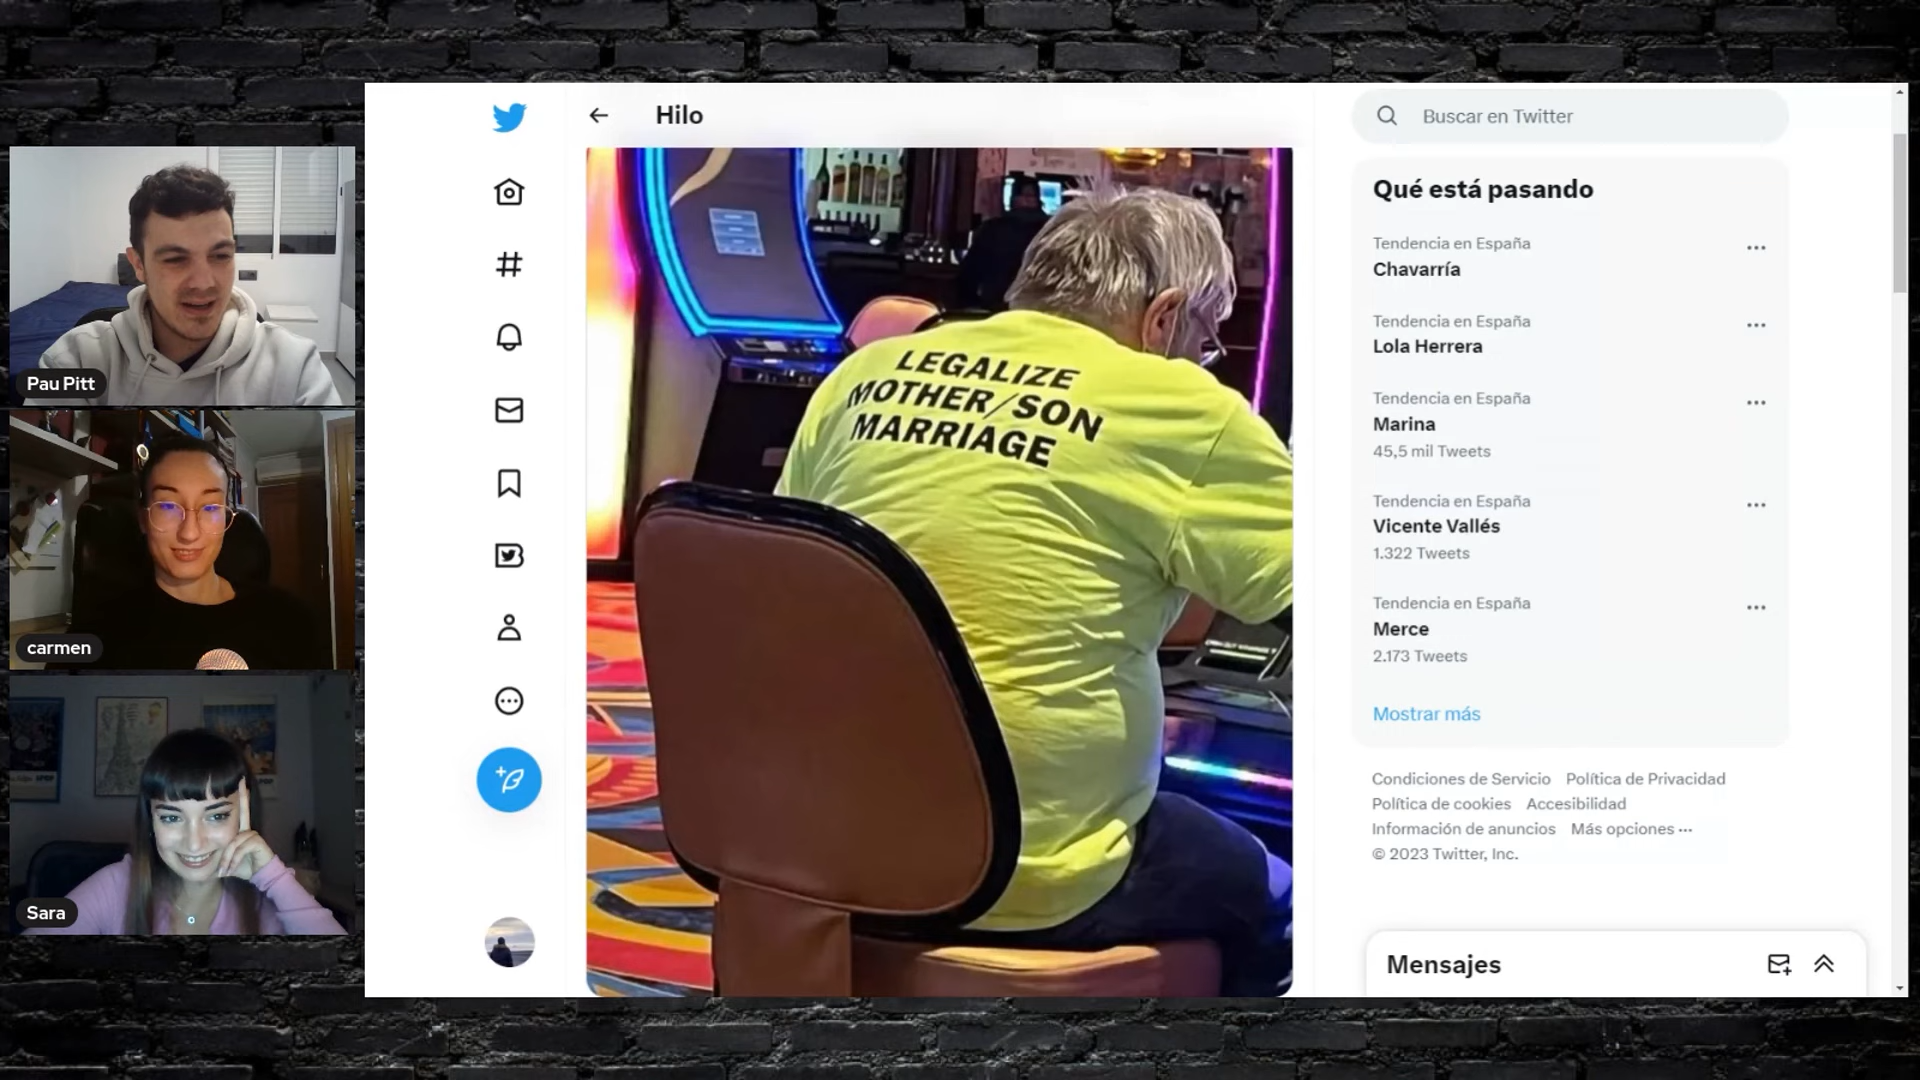 Hilo
Buscar en Twitter
Qué está pasando
Tendencia en España
Chavarría
Tendencia en España
Lola Herrera
Tendencia en España
Marina
45,5 mil Tweets
Tendencia en España
Vicente Vallés
1.322 Tweets
Tendencia en España
Merce
2.173 Tweets
Mostrar más
Condiciones de Servicio Política de Privacidad
Política de cookies Accesibilidad
Información de anuncios Más opciones ···
© 2023 Twitter, Inc.
Mensajes
LEGALIZE
MOTHER/SON
MARRIAGE
Pau Pitt
carmen
Sara